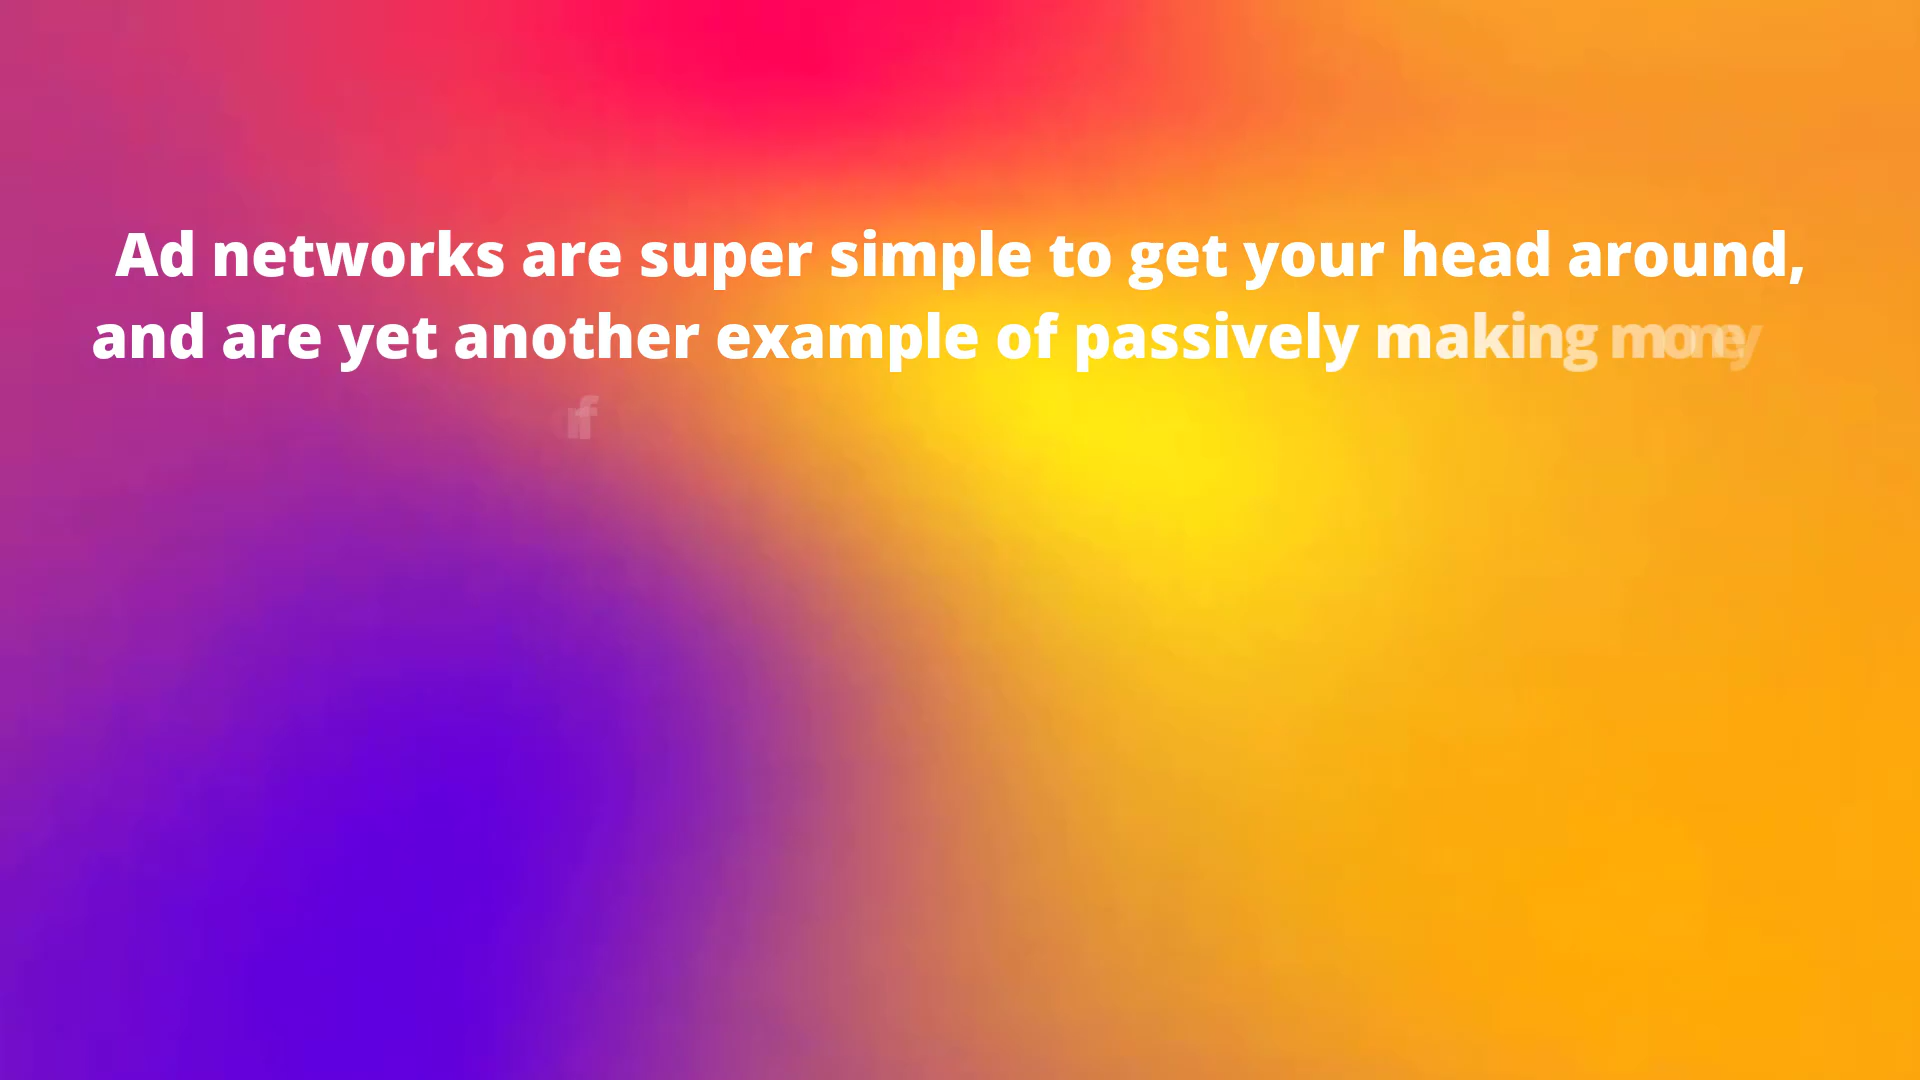 Ad networks are super simple to get your head around,
and are yet another example of passively making money